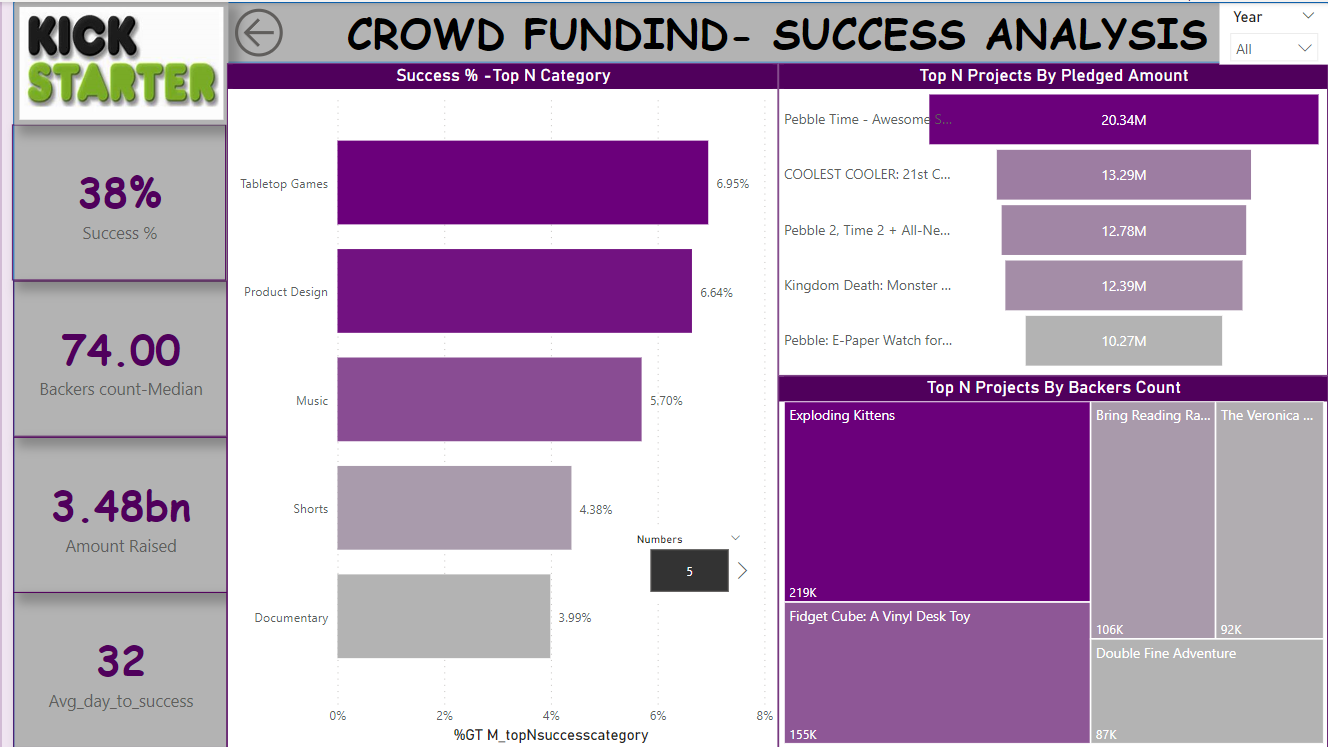 KICK
STARTER
CROWD FUNDIND- SUCCESS ANALYSIS
Year
All
38%
Success %
74.00
Backers count-Median
3.48bn
Amount Raised
32
Avg_day_to_success
Success % -Top N Category
Tabletop Games
6.95%
Product Design
6.64%
Music
5.70%
Shorts
4.38%
Documentary
3.99%
Numbers
5
0% 2% 4% 6% 8%
%GT M_topNsuccesscategory
Top N Projects By Pledged Amount
Pebble Time - Awesome S...
20.34M
COOLEST COOLER: 21st C...
13.29M
Pebble 2, Time 2 + All-Ne...
12.78M
Kingdom Death: Monster ...
12.39M
Pebble: E-Paper Watch for...
10.27M
Top N Projects By Backers Count
Exploding Kittens
219K
Fidget Cube: A Vinyl Desk Toy
155K
Bring Reading Ra...
106K
The Veronica ...
92K
Double Fine Adventure
87K